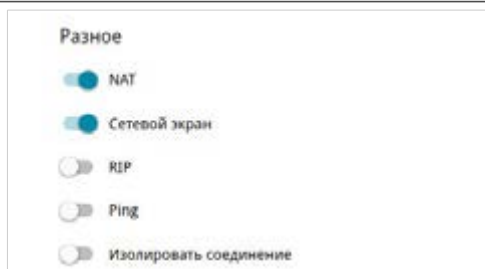 Разное
NAT
Сетевой экран
RIP
Ping
Изолировать соединение